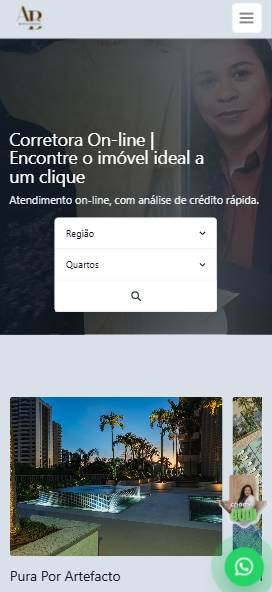 AB
Corretora On-line |
Encontre o imóvel ideal a
um clique
Atendimento on-line, com análise de crédito rápida.
Região
Quartos
Pura Por Artefacto